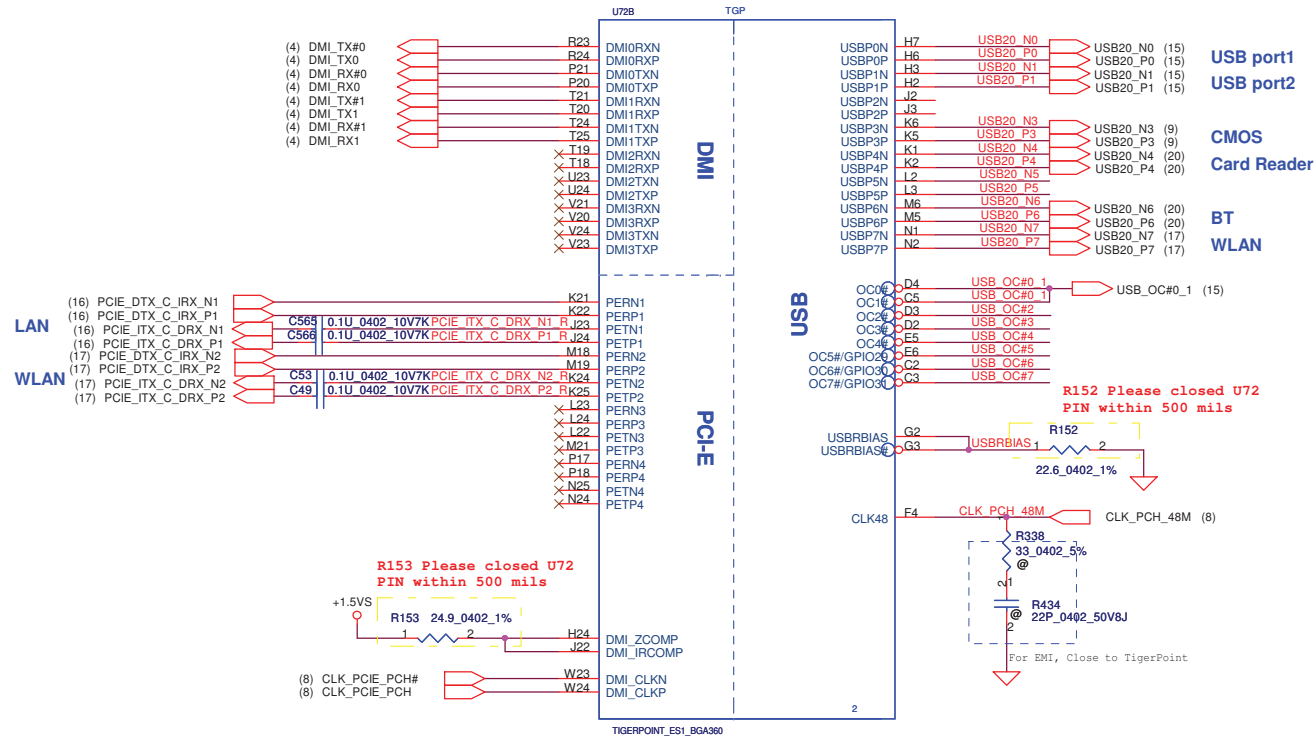 U72B
TGP
(4) DMI_TX#0 R23 DMI0RXN
(4) DMI_TX0 R24 DMI0RXP
(4) DMI_RX#0 P21 DMI0TXN
(4) DMI_RX0 P20 DMI0TXP
(4) DMI_TX#1 T21 DMI1RXN
(4) DMI_TX1 T20 DMI1RXP
(4) DMI_RX#1 T24 DMI1TXN
(4) DMI_RX1 T25 DMI1TXP
T19 DMI2RXN
T18 DMI2RXP
U23 DMI2TXN
U24 DMI2TXP
V21 DMI3RXN
V20 DMI3RXP
V24 DMI3TXN
V23 DMI3TXP
DMI
USBP0N H7 USB20_N0 USB20_N0 (15)
USBP0P H6 USB20_P0 USB20_P0 (15)
USB port1
USBP1N H3 USB20_N1 USB20_N1 (15)
USBP1P H2 USB20_P1 USB20_P1 (15)
USB port2
USBP2N J2
USBP2P J3
USBP3N K6 USB20_N3 USB20_N3 (9)
USBP3P K5 USB20_P3 USB20_P3 (9)
CMOS
USBP4N K1 USB20_N4 USB20_N4 (20)
USBP4P K2 USB20_P4 USB20_P4 (20)
Card Reader
USBP5N L2 USB20_N5
USBP5P L3 USB20_P5
USBP6N M6 USB20_N6 USB20_N6 (20)
USBP6P M5 USB20_P6 USB20_P6 (20)
BT
USBP7N N1 USB20_N7 USB20_N7 (17)
USBP7P N2 USB20_P7 USB20_P7 (17)
WLAN
USB
OC0# D4 USB_OC#0_1 USB_OC#0_1 (15)
OC1# C5 USB_OC#0_1
OC2# D3 USB_OC#2
OC3# D2 USB_OC#3
OC4# E5 USB_OC#4
OC5#/GPIO29 E6 USB_OC#5
OC6#/GPIO30 C2 USB_OC#6
OC7#/GPIO31 C3 USB_OC#7
(16) PCIE_DTX_C_IRX_N1 K21 PERN1
(16) PCIE_DTX_C_IRX_P1 K22 PERP1
LAN
(16) PCIE_ITX_C_DRX_N1 C565 0.1U_0402_10V7K PCIE_ITX_C_DRX_N1_R J23 PETN1
(16) PCIE_ITX_C_DRX_P1 C566 0.1U_0402_10V7K PCIE_ITX_C_DRX_P1_R J24 PETP1
(17) PCIE_DTX_C_IRX_N2 M18 PERN2
(17) PCIE_DTX_C_IRX_P2 M19 PERP2
WLAN
(17) PCIE_ITX_C_DRX_N2 C53 0.1U_0402_10V7K PCIE_ITX_C_DRX_N2_R K24 PETN2
(17) PCIE_ITX_C_DRX_P2 C49 0.1U_0402_10V7K PCIE_ITX_C_DRX_P2_R K25 PETP2
L23 PERN3
L24 PERP3
L22 PETN3
M21 PETP3
P17 PERN4
P18 PERP4
N25 PETN4
N24 PETP4
PCI-E
R152 Please closed U72
PIN within 500 mils
USBRBIAS G2
USBRBIAS# G3 USBRBIAS 1 R152 2
22.6_0402_1%
CLK48 F4 CLK_PCH_48M CLK_PCH_48M (8)
1
R338
33_0402_5%
@
2
1
R434
@
22P_0402_50V8J
2
For EMI, Close to TigerPoint
R153 Please closed U72
PIN within 500 mils
+1.5VS
R153 24.9_0402_1%
1 2
H24 DMI_ZCOMP
J22 DMI_IRCOMP
(8) CLK_PCIE_PCH# W23 DMI_CLKN
(8) CLK_PCIE_PCH W24 DMI_CLKP
2
TIGERPOINT_ES1_BGA360